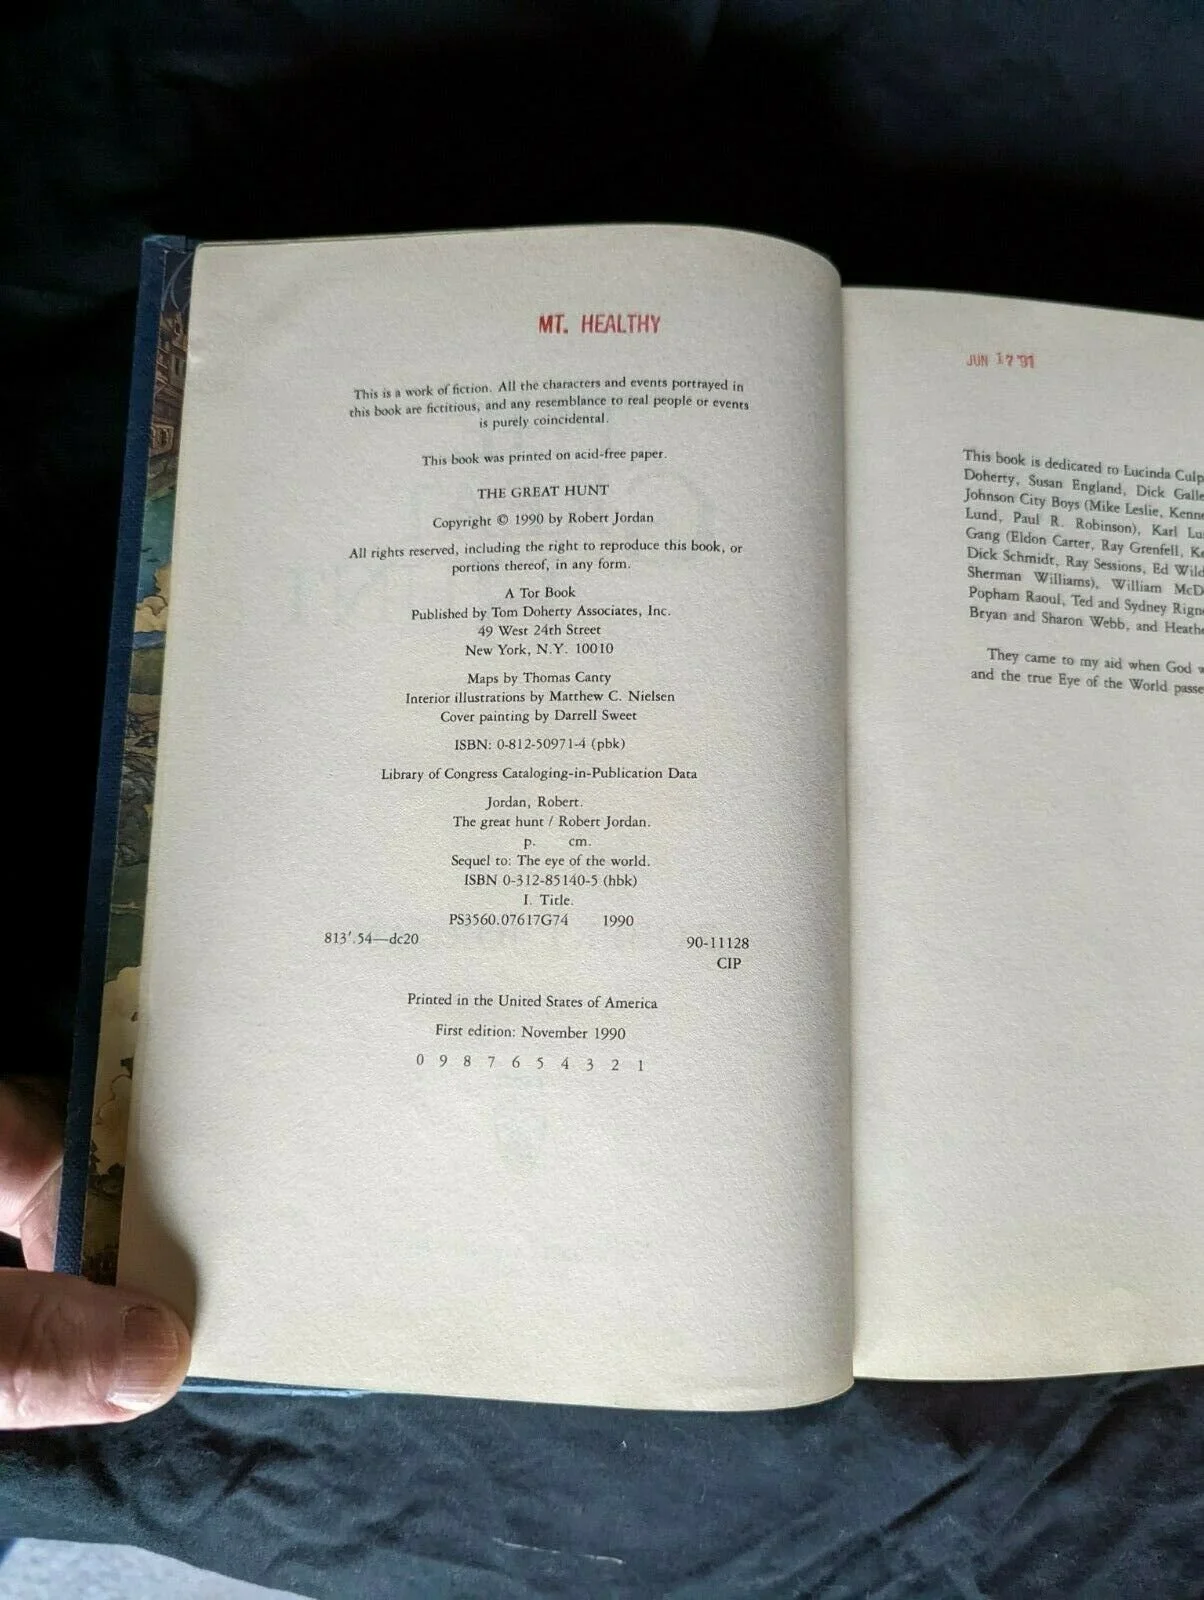 MT. HEALTHY
This is a work of fiction. All the characters and events portrayed in
this book are fictitious, and any resemblance to real people or events
is purely coincidental.
This book was printed on acid-free paper.
THE GREAT HUNT
Copyright © 1990 by Robert Jordan
All rights reserved, including the right to reproduce this book, or
portions thereof, in any form.
A Tor Book
Published by Tom Doherty Associates, Inc.
49 West 24th Street
New York, N.Y. 10010
Maps by Thomas Canty
Interior illustrations by Matthew C. Nielsen
Cover painting by Darrell Sweet
ISBN: 0-812-50971-4 (pbk)
Library of Congress Cataloging-in-Publication Data
Jordan, Robert.
The great hunt / Robert Jordan.
p. cm.
Sequel to: The eye of the world.
ISBN 0-312-85140-5 (hbk)
I. Title.
PS3560.07617G74 1990
813'.54—dc20 90-11128
CIP
Printed in the United States of America
First edition: November 1990
0 9 8 7 6 5 4 3 2 1
JUN 17 '91
This book is dedicated to Lucinda Culp
Doherty, Susan England, Dick Galle
Johnson City Boys (Mike Leslie, Kenne
Lund, Paul R. Robinson), Karl Lu
Gang (Eldon Carter, Ray Grenfell, Ke
Dick Schmidt, Ray Sessions, Ed Wild
Sherman Williams), William McD
Popham Raoul, Ted and Sydney Rigne
Bryan and Sharon Webb, and Heathe
They came to my aid when God w
and the true Eye of the World passe